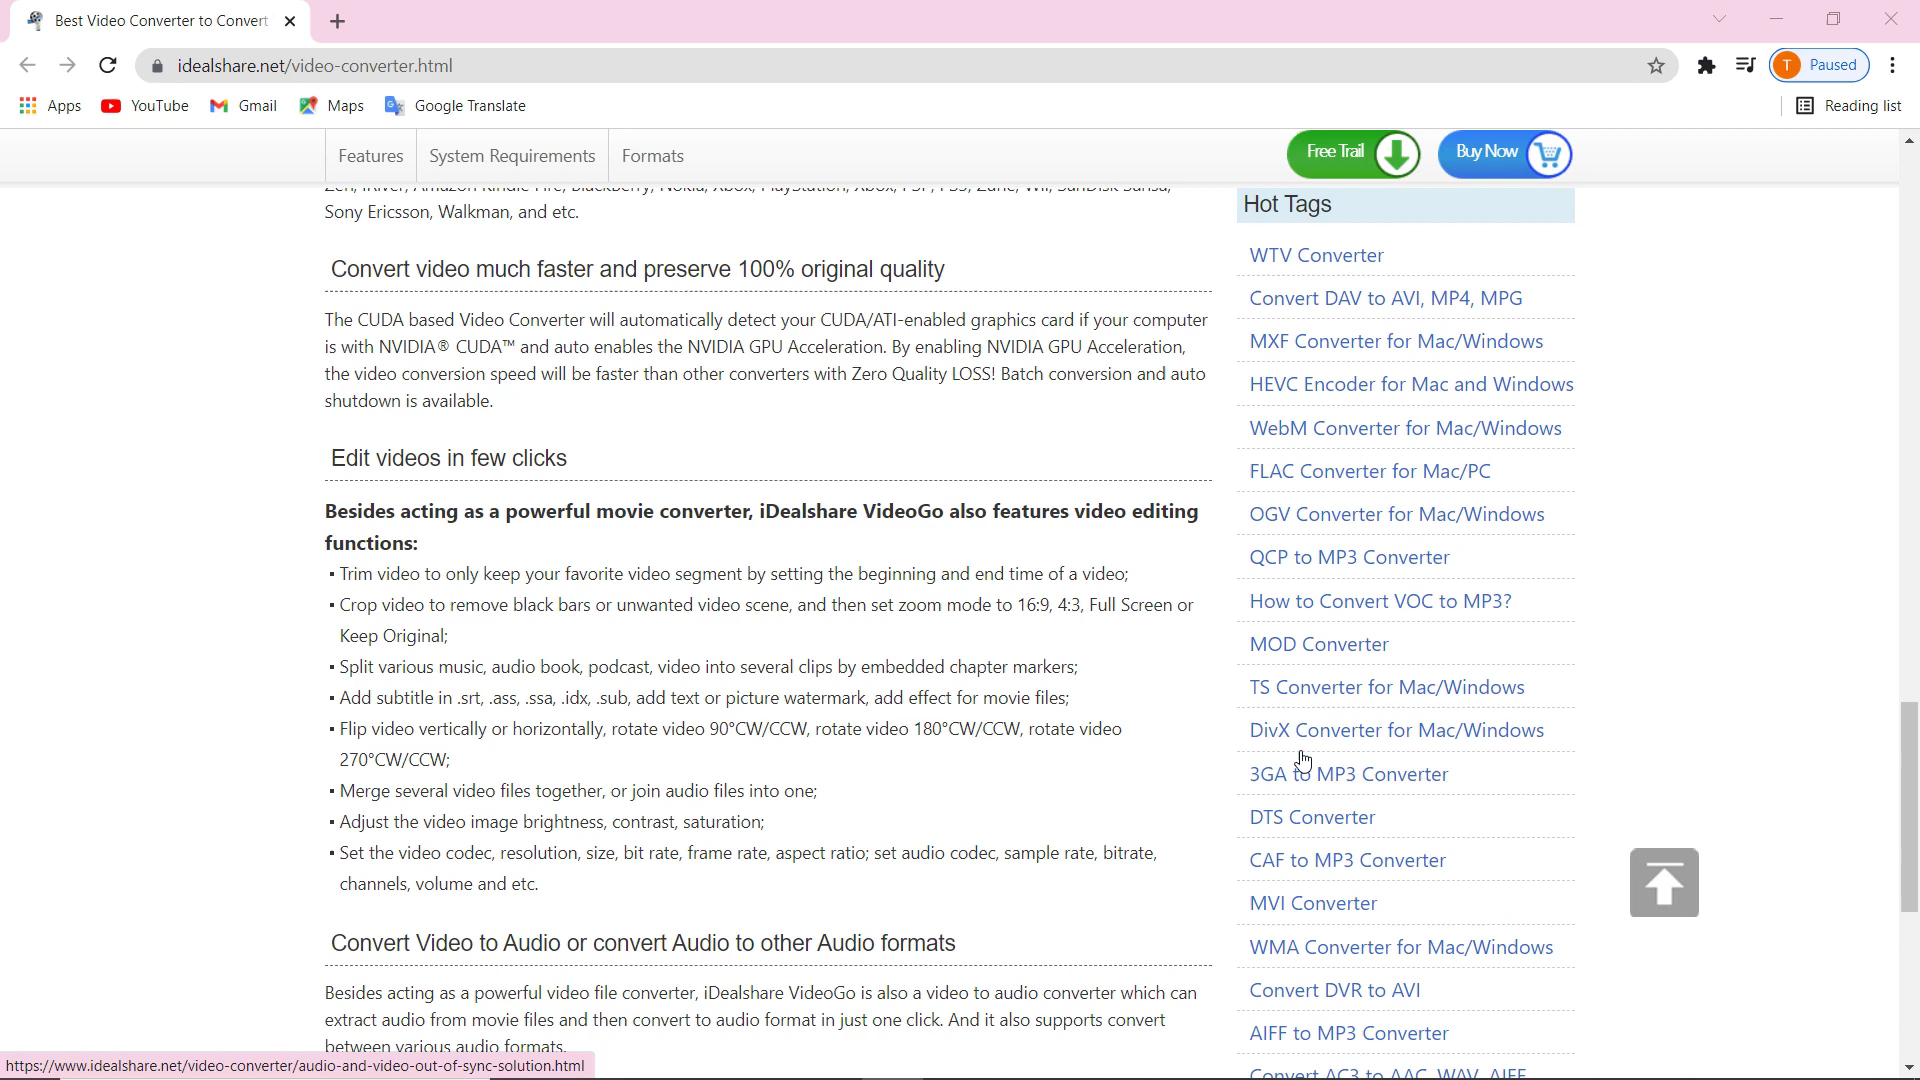 Best Video Converter to Convert
idealshare.net/video-converter.html
T Paused
Apps YouTube Gmail Maps Google Translate Reading list
Features System Requirements Formats Free Trail Buy Now
Sony Ericsson, Walkman, and etc.
Convert video much faster and preserve 100% original quality
The CUDA based Video Converter will automatically detect your CUDA/ATI-enabled graphics card if your computer
is with NVIDIA® CUDA™ and auto enables the NVIDIA GPU Acceleration. By enabling NVIDIA GPU Acceleration,
the video conversion speed will be faster than other converters with Zero Quality LOSS! Batch conversion and auto
shutdown is available.
Edit videos in few clicks
Besides acting as a powerful movie converter, iDealshare VideoGo also features video editing
functions:
▪ Trim video to only keep your favorite video segment by setting the beginning and end time of a video;
▪ Crop video to remove black bars or unwanted video scene, and then set zoom mode to 16:9, 4:3, Full Screen or
Keep Original;
▪ Split various music, audio book, podcast, video into several clips by embedded chapter markers;
▪ Add subtitle in .srt, .ass, .ssa, .idx, .sub, add text or picture watermark, add effect for movie files;
▪ Flip video vertically or horizontally, rotate video 90°CW/CCW, rotate video 180°CW/CCW, rotate video
270°CW/CCW;
▪ Merge several video files together, or join audio files into one;
▪ Adjust the video image brightness, contrast, saturation;
▪ Set the video codec, resolution, size, bit rate, frame rate, aspect ratio; set audio codec, sample rate, bitrate,
channels, volume and etc.
Convert Video to Audio or convert Audio to other Audio formats
Besides acting as a powerful video file converter, iDealshare VideoGo is also a video to audio converter which can
extract audio from movie files and then convert to audio format in just one click. And it also supports convert
between various audio formats.
Hot Tags
WTV Converter
Convert DAV to AVI, MP4, MPG
MXF Converter for Mac/Windows
HEVC Encoder for Mac and Windows
WebM Converter for Mac/Windows
FLAC Converter for Mac/PC
OGV Converter for Mac/Windows
QCP to MP3 Converter
How to Convert VOC to MP3?
MOD Converter
TS Converter for Mac/Windows
DivX Converter for Mac/Windows
3GA to MP3 Converter
DTS Converter
CAF to MP3 Converter
MVI Converter
WMA Converter for Mac/Windows
Convert DVR to AVI
AIFF to MP3 Converter
Convert AC3 to AAC, WAV, AIFF
https://www.idealshare.net/video-converter/audio-and-video-out-of-sync-solution.html